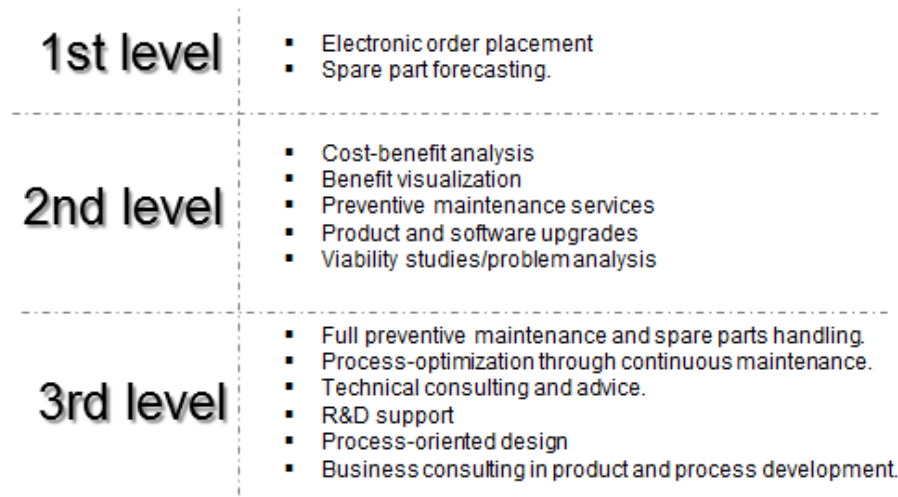 1st level
▪ Electronic order placement
▪ Spare part forecasting.
2nd level
▪ Cost-benefit analysis
▪ Benefit visualization
▪ Preventive maintenance services
▪ Product and software upgrades
▪ Viability studies/problem analysis
3rd level
▪ Full preventive maintenance and spare parts handling.
▪ Process-optimization through continuous maintenance.
▪ Technical consulting and advice.
▪ R&D support
▪ Process-oriented design
▪ Business consulting in product and process development.